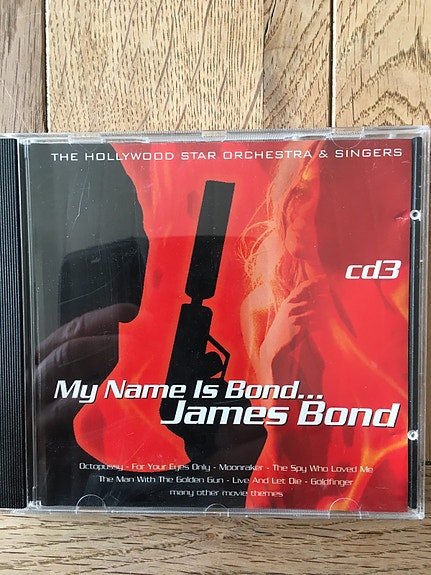 THE HOLLYWOOD STAR ORCHESTRA & SINGERS
cd3
My Name Is Bond...
James Bond
Octopussy - For Your Eyes Only - Moonraker - The Spy Who Loved Me
The Man With The Golden Gun - Live And Let Die - Goldfinger
many other movie themes